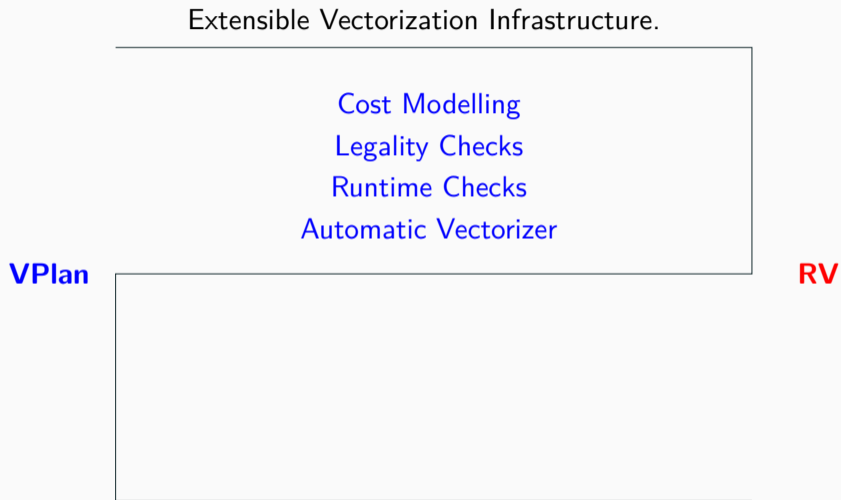 Extensible Vectorization Infrastructure.
Cost Modelling
Legality Checks
Runtime Checks
Automatic Vectorizer
VPlan
RV